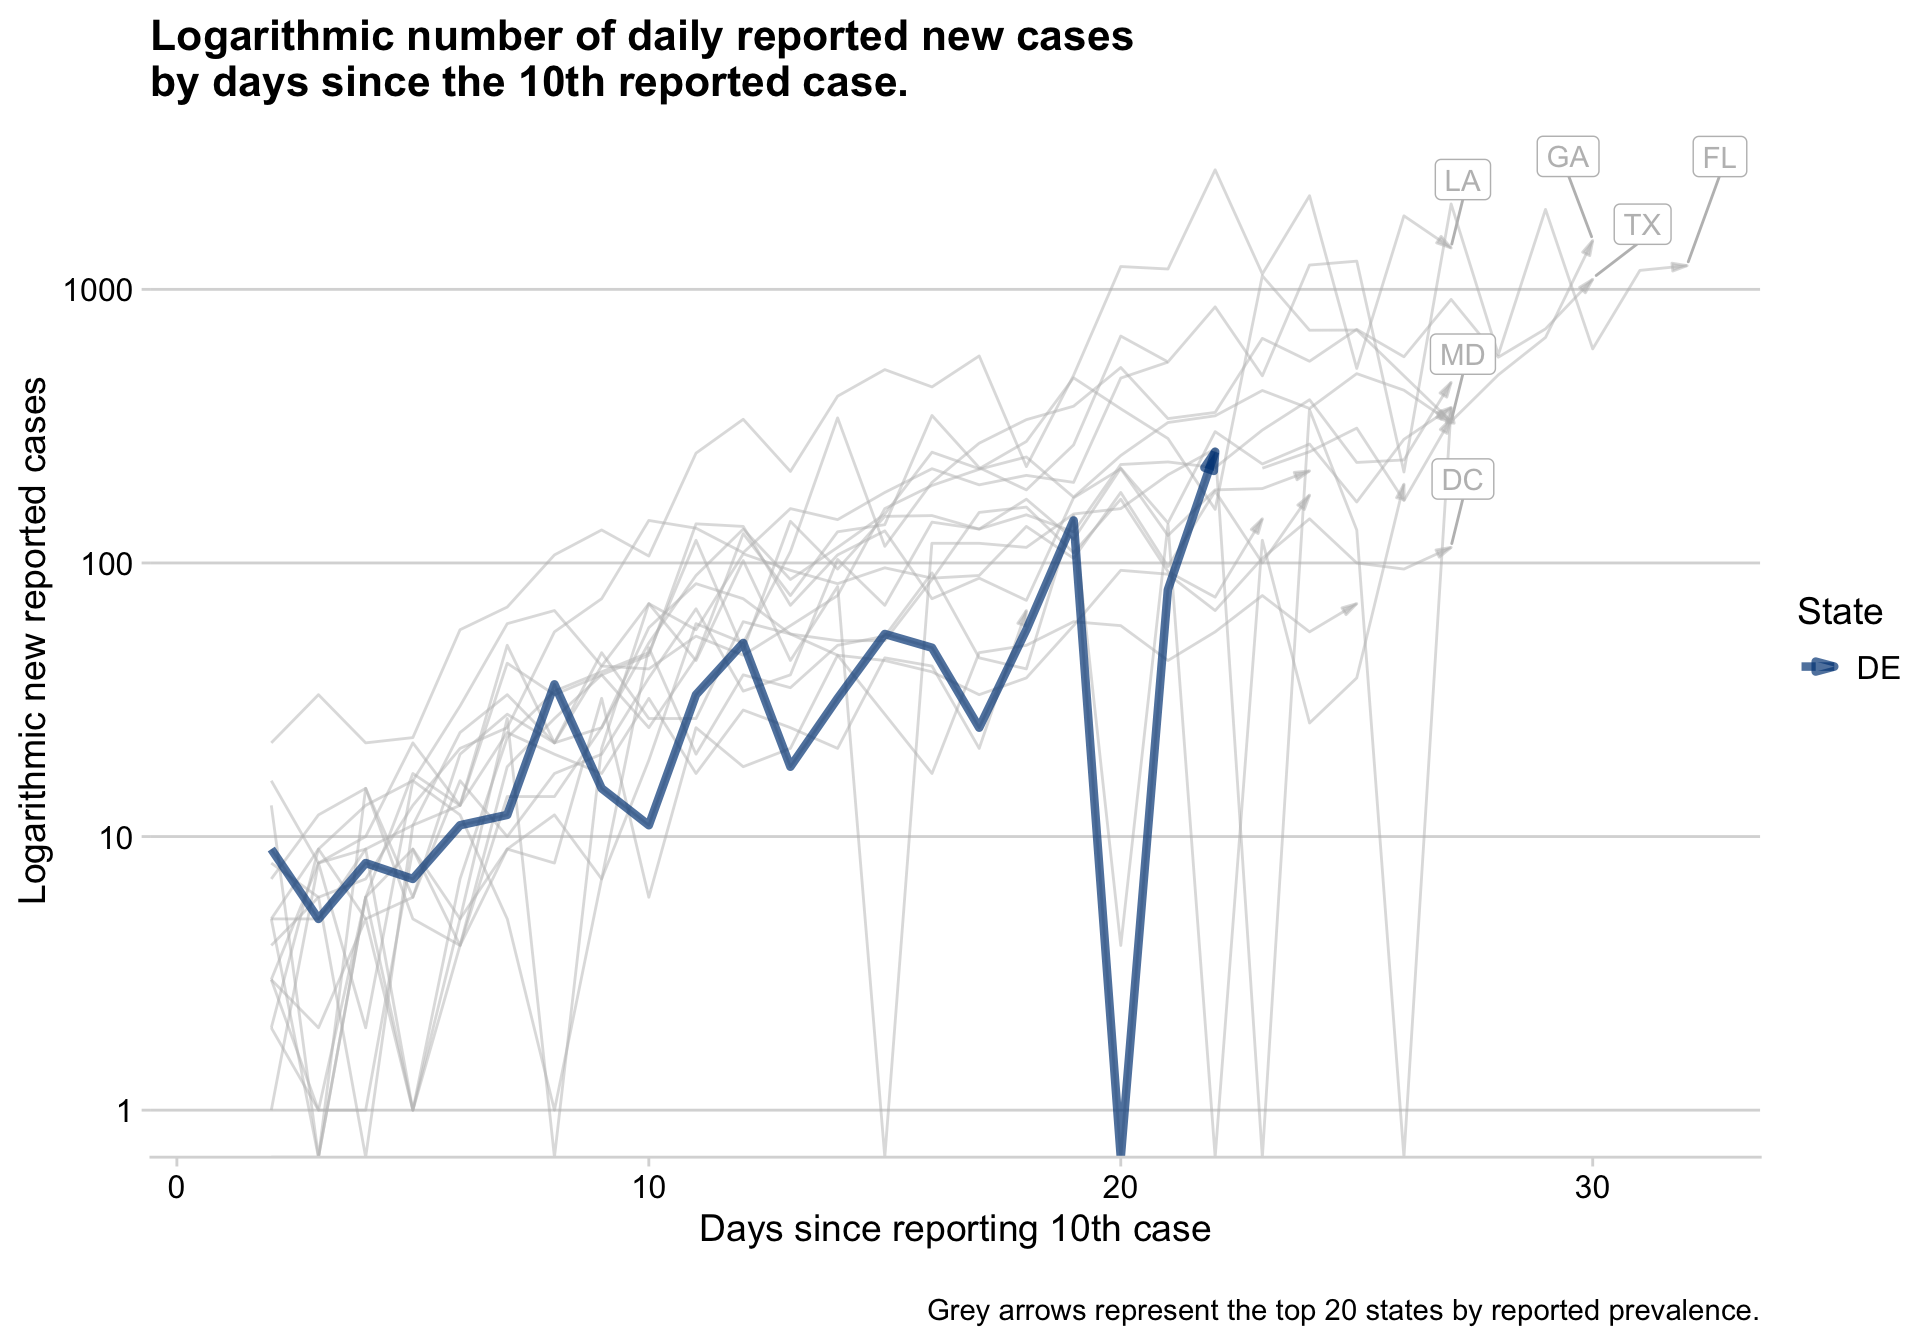 Logarithmic number of daily reported new cases
by days since the 10th reported case.
Logarithmic new reported cases
1000
100
10
1
GA
FL
LA
TX
MD
DC
State
DE
0
10
20
30
Days since reporting 10th case
Grey arrows represent the top 20 states by reported prevalence.